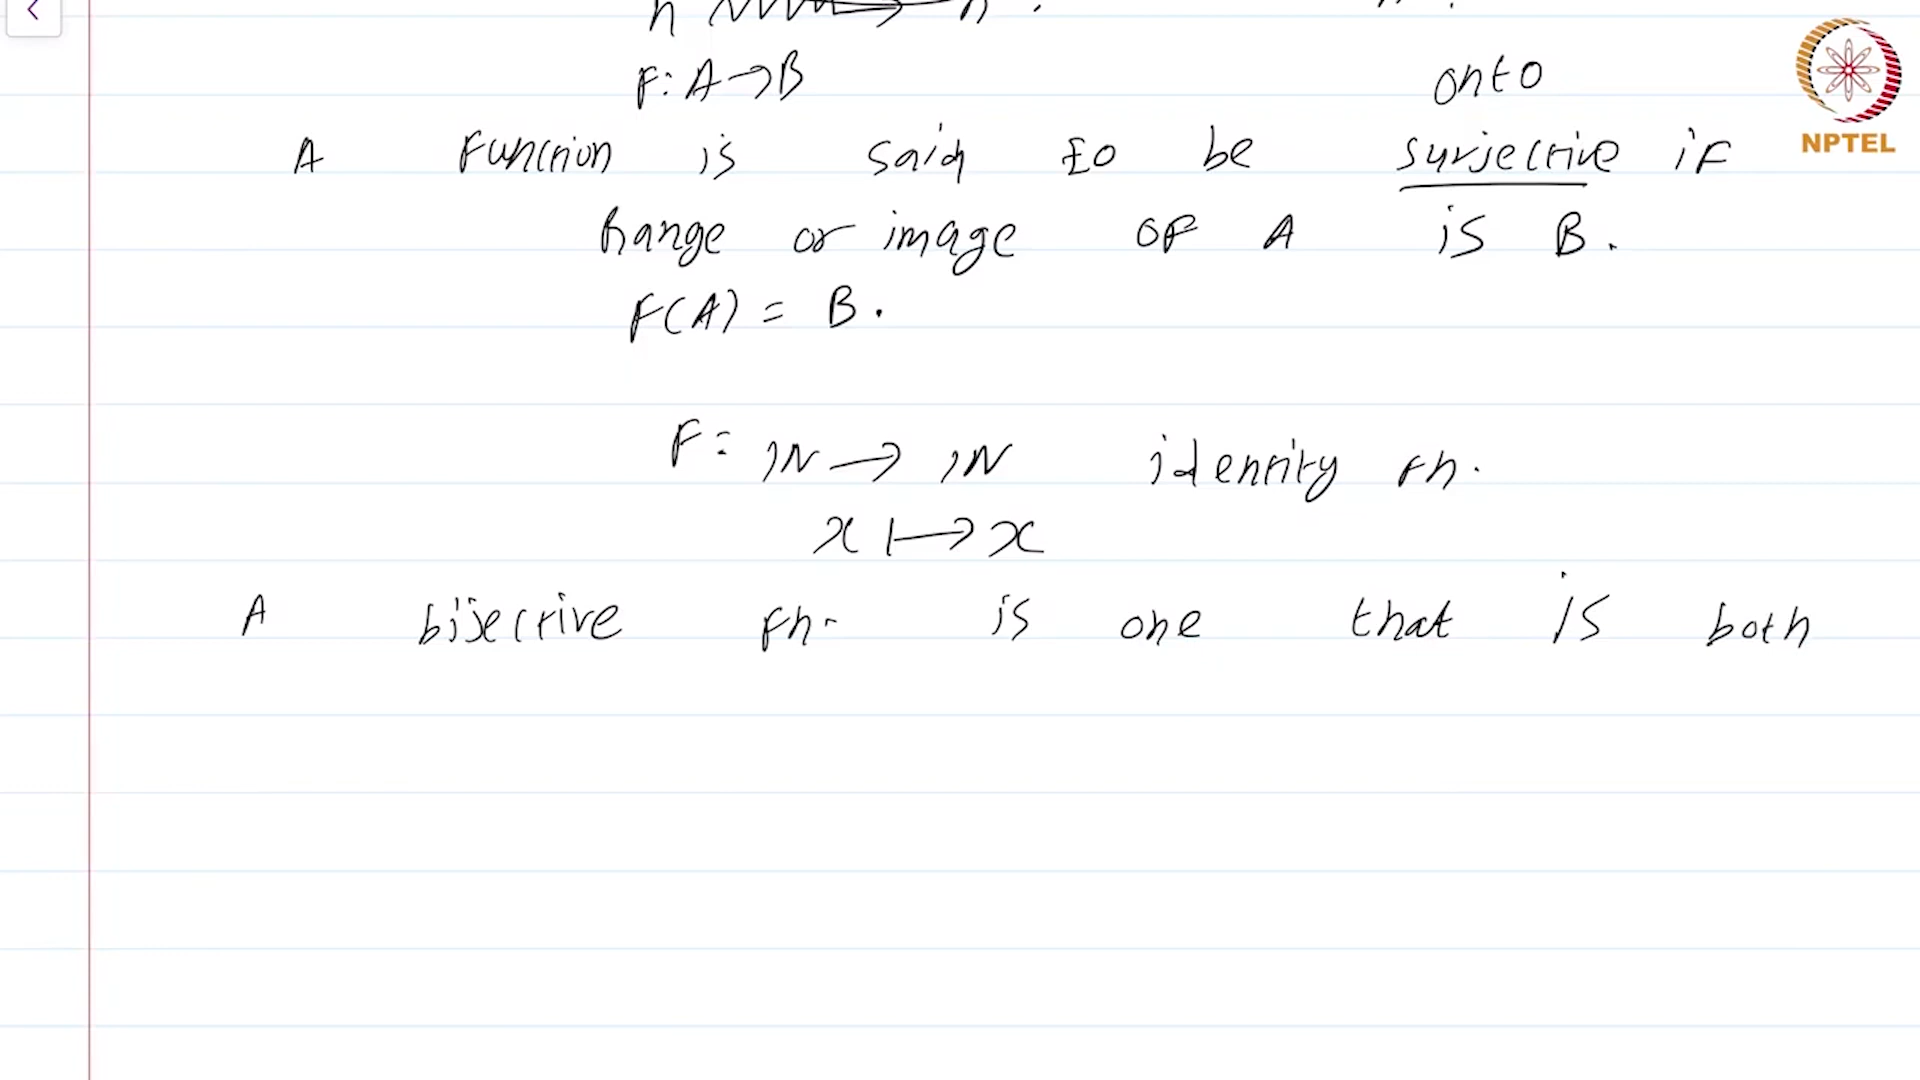 F: A → B
onto
NPTEL
A function is said to be surjective if
range or image of A is B.
F(A) = B.
F: ℕ → ℕ identity fn.
x ↦ x
A bijective fn. is one that is both